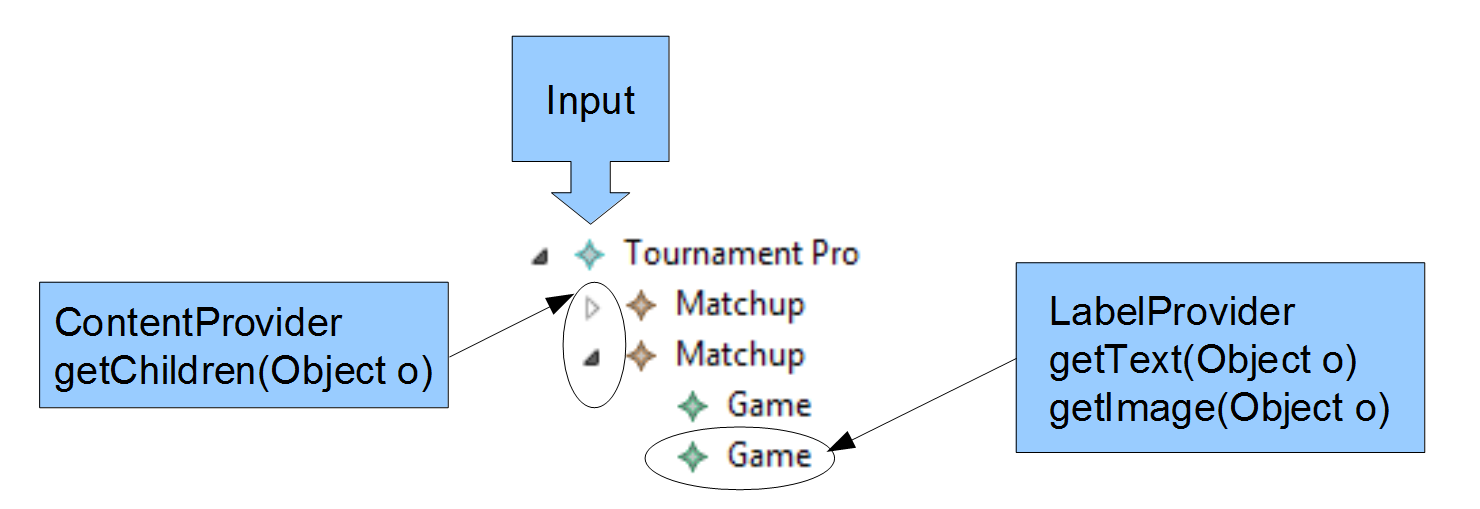 Input
Tournament Pro
ContentProvider
getChildren(Object o)
Matchup
Matchup
Game
Game
LabelProvider
getText(Object o)
getImage(Object o)